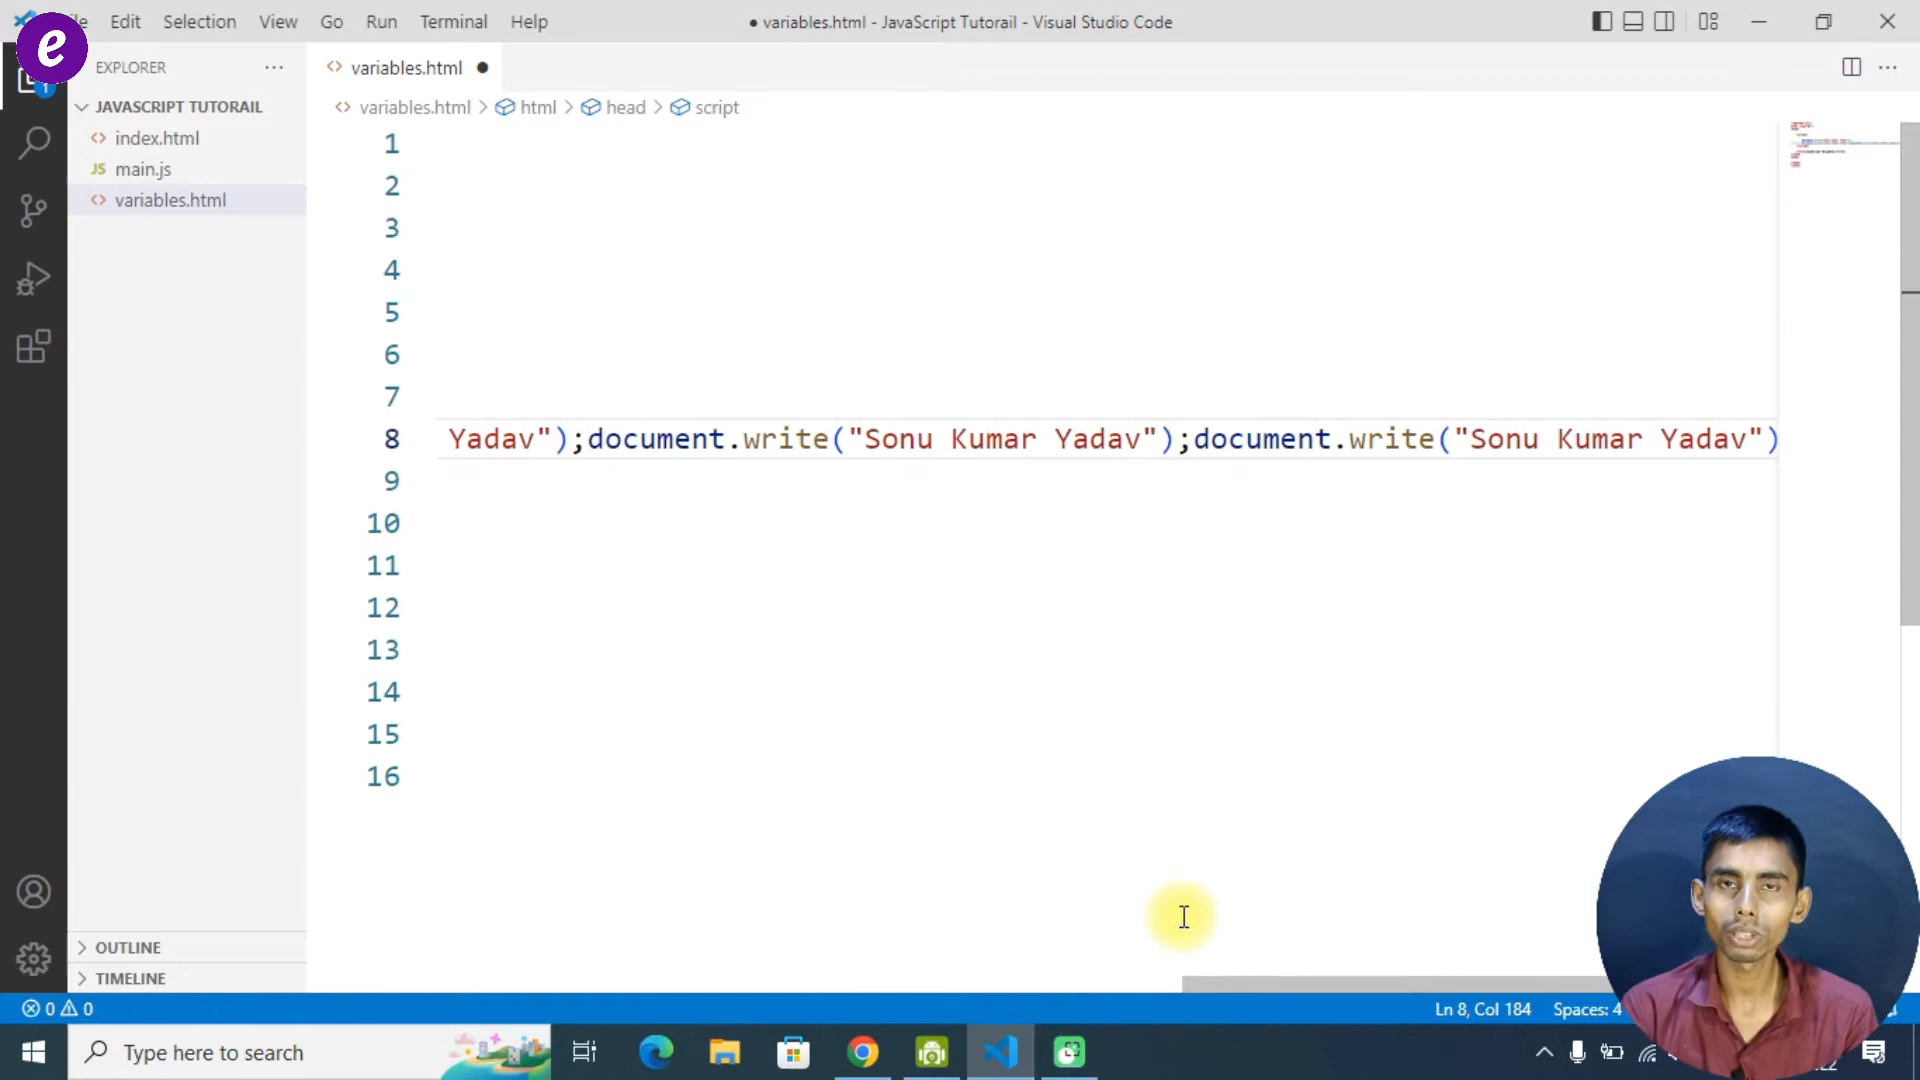 e
Edit Selection View Go Run Terminal Help
● variables.html - JavaScript Tutorail - Visual Studio Code
EXPLORER
1
JAVASCRIPT TUTORAIL
index.html
JS main.js
variables.html
OUTLINE
TIMELINE
variables.html ●
variables.html > html > head > script
1
2
3
4
5
6
7
8 Yadav");document.write("Sonu Kumar Yadav");document.write("Sonu Kumar Yadav")
9
10
11
12
13
14
15
16
0 0
Ln 8, Col 184 Spaces: 4
Type here to search